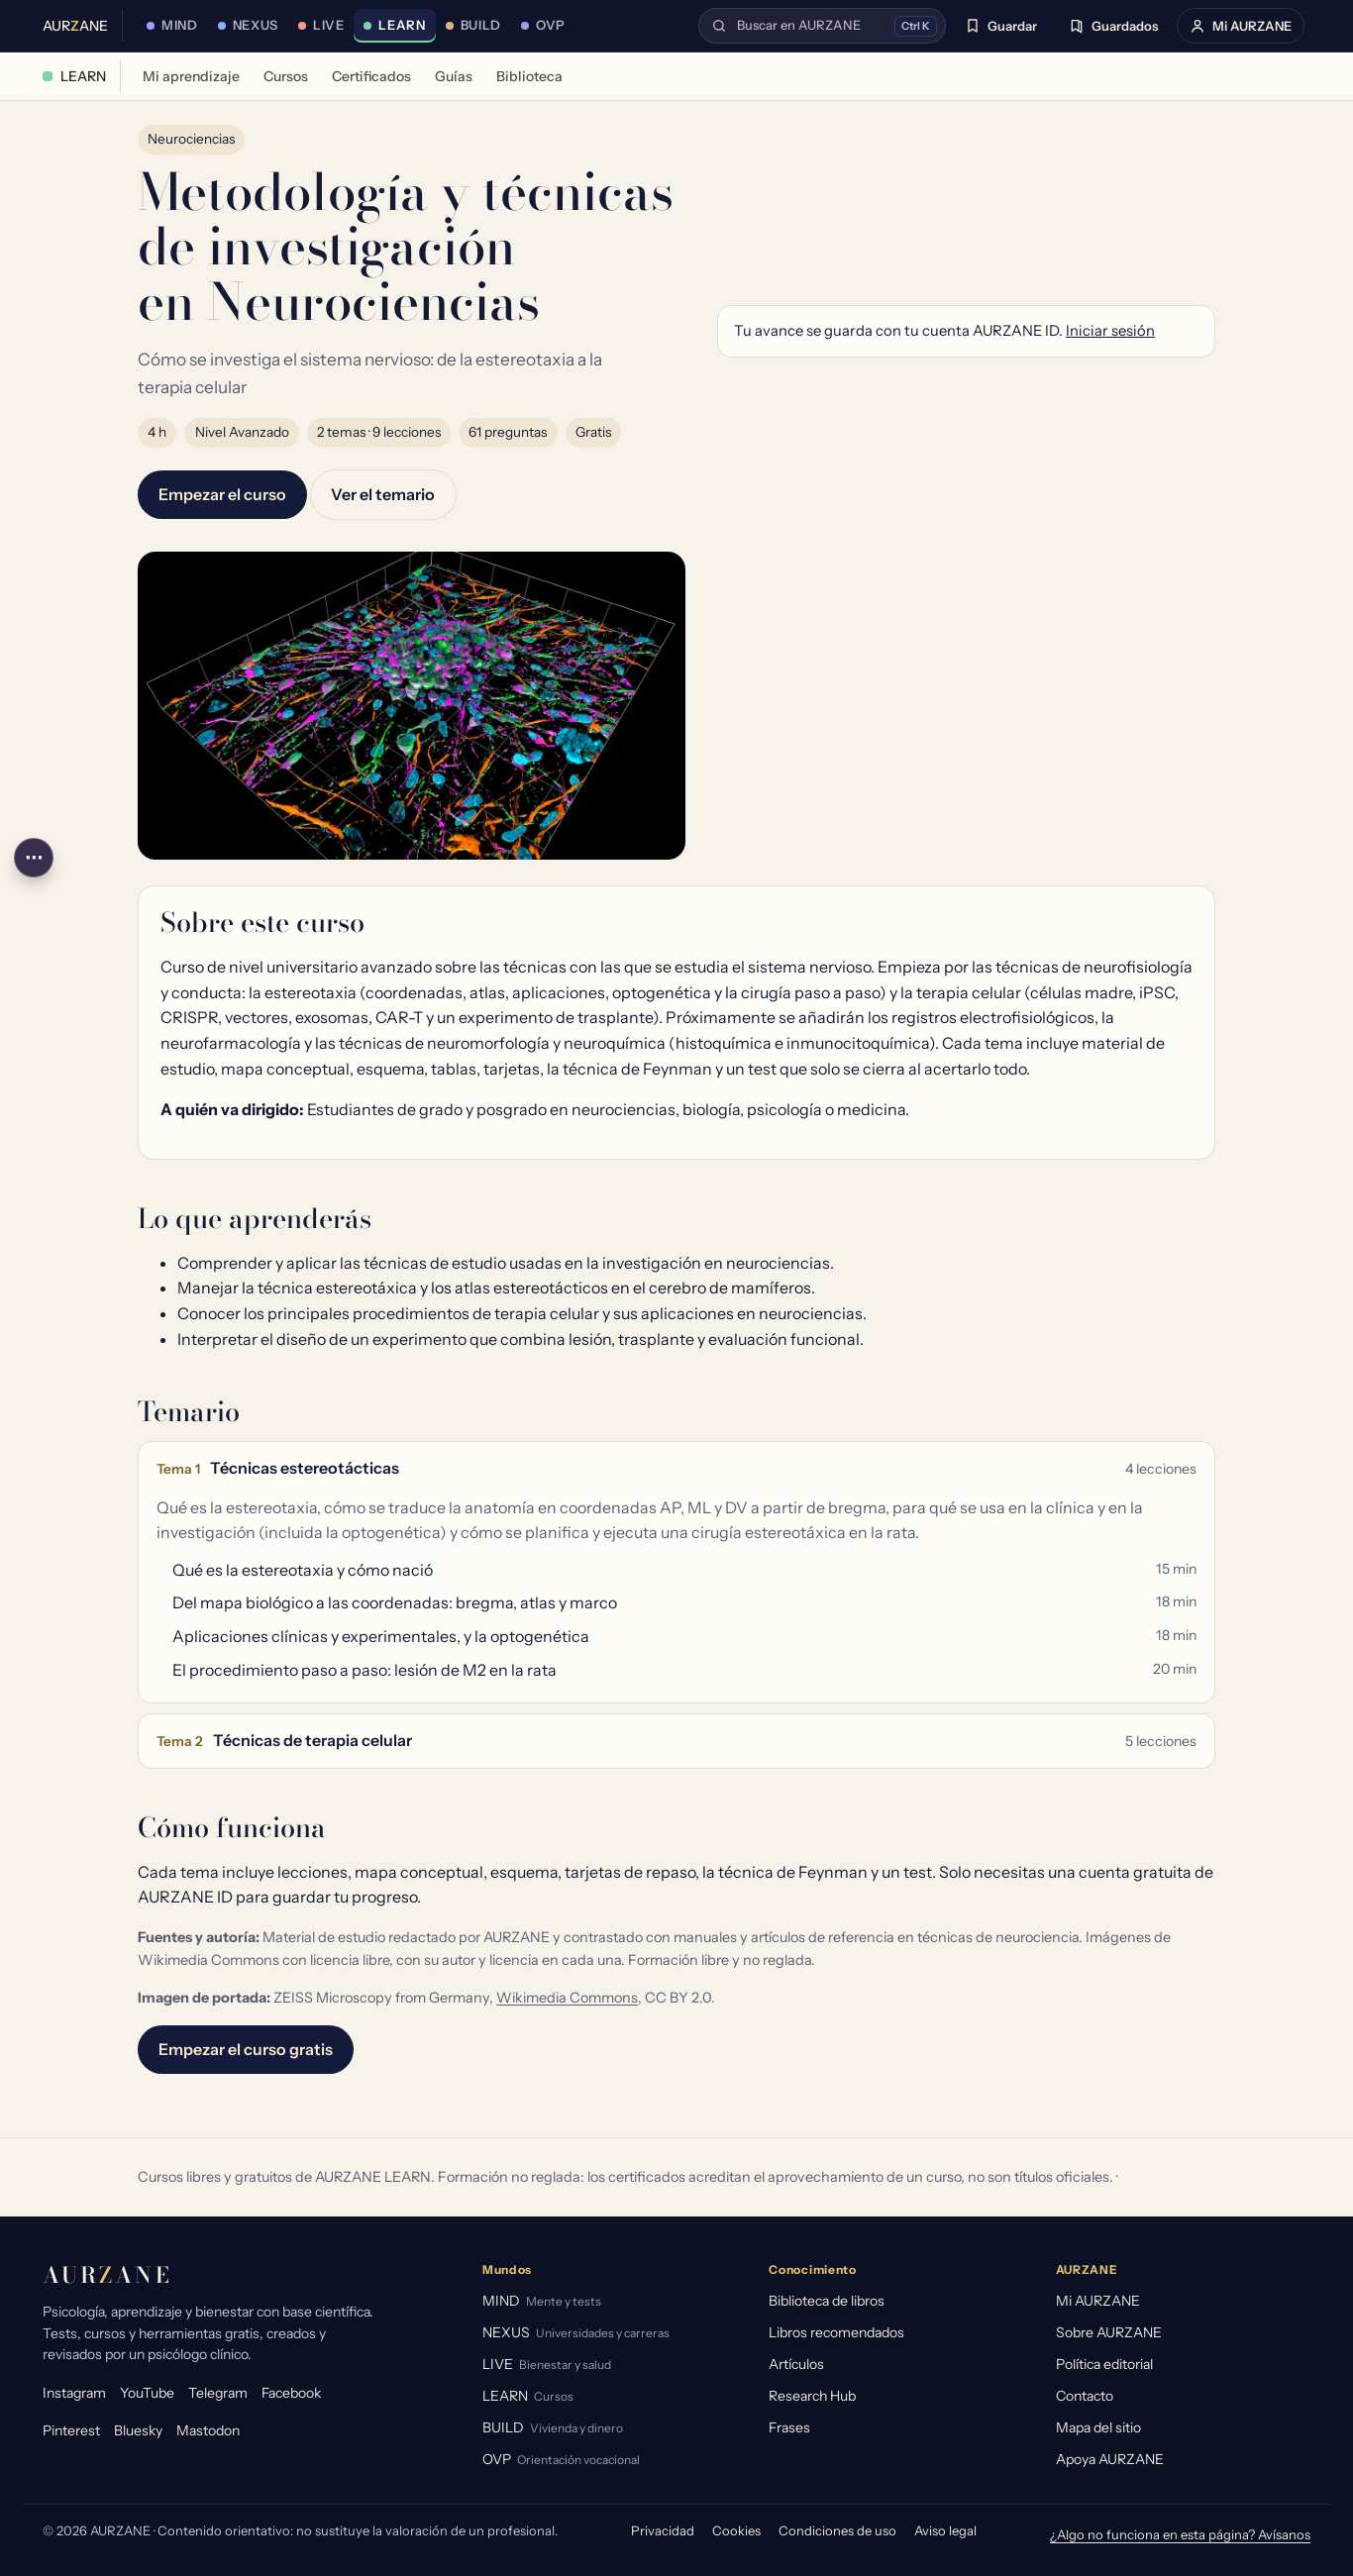 AURZANE
MIND
NEXUS
LIVE
LEARN
BUILD
OVP
Buscar en AURZANE
Ctrl K
Guardar
Guardados
Mi AURZANE
LEARN
Mi aprendizaje
Cursos
Certificados
Guías
Biblioteca
Neurociencias
Metodología y técnicas
de investigación
en Neurociencias
Cómo se investiga el sistema nervioso: de la estereotaxia a la
terapia celular
4 h
Nivel Avanzado
2 temas · 9 lecciones
61 preguntas
Gratis
Empezar el curso
Ver el temario
Tu avance se guarda con tu cuenta AURZANE ID. Iniciar sesión
Sobre este curso
Curso de nivel universitario avanzado sobre las técnicas con las que se estudia el sistema nervioso. Empieza por las técnicas de neurofisiología
y conducta: la estereotaxia (coordenadas, atlas, aplicaciones, optogenética y la cirugía paso a paso) y la terapia celular (células madre, iPSC,
CRISPR, vectores, exosomas, CAR-T y un experimento de trasplante). Próximamente se añadirán los registros electrofisiológicos, la
neurofarmacología y las técnicas de neuromorfología y neuroquímica (histoquímica e inmunocitoquímica). Cada tema incluye material de
estudio, mapa conceptual, esquema, tablas, tarjetas, la técnica de Feynman y un test que solo se cierra al acertarlo todo.
A quién va dirigido: Estudiantes de grado y posgrado en neurociencias, biología, psicología o medicina.
Lo que aprenderás
• Comprender y aplicar las técnicas de estudio usadas en la investigación en neurociencias.
• Manejar la técnica estereotáxica y los atlas estereotácticos en el cerebro de mamíferos.
• Conocer los principales procedimientos de terapia celular y sus aplicaciones en neurociencias.
• Interpretar el diseño de un experimento que combina lesión, trasplante y evaluación funcional.
Temario
Tema 1 Técnicas estereotácticas 4 lecciones
Qué es la estereotaxia, cómo se traduce la anatomía en coordenadas AP, ML y DV a partir de bregma, para qué se usa en la clínica y en la
investigación (incluida la optogenética) y cómo se planifica y ejecuta una cirugía estereotáxica en la rata.
Qué es la estereotaxia y cómo nació 15 min
Del mapa biológico a las coordenadas: bregma, atlas y marco 18 min
Aplicaciones clínicas y experimentales, y la optogenética 18 min
El procedimiento paso a paso: lesión de M2 en la rata 20 min
Tema 2 Técnicas de terapia celular 5 lecciones
Cómo funciona
Cada tema incluye lecciones, mapa conceptual, esquema, tarjetas de repaso, la técnica de Feynman y un test. Solo necesitas una cuenta gratuita de
AURZANE ID para guardar tu progreso.
Fuentes y autoría: Material de estudio redactado por AURZANE y contrastado con manuales y artículos de referencia en técnicas de neurociencia. Imágenes de
Wikimedia Commons con licencia libre, con su autor y licencia en cada una. Formación libre y no reglada.
Imagen de portada: ZEISS Microscopy from Germany, Wikimedia Commons, CC BY 2.0.
Empezar el curso gratis
Cursos libres y gratuitos de AURZANE LEARN. Formación no reglada: los certificados acreditan el aprovechamiento de un curso, no son títulos oficiales. ·
AURZANE
Psicología, aprendizaje y bienestar con base científica.
Tests, cursos y herramientas gratis, creados y
revisados por un psicólogo clínico.
Instagram YouTube Telegram Facebook
Pinterest Bluesky Mastodon
Mundos
MIND Mente y tests
NEXUS Universidades y carreras
LIVE Bienestar y salud
LEARN Cursos
BUILD Vivienda y dinero
OVP Orientación vocacional
Conocimiento
Biblioteca de libros
Libros recomendados
Artículos
Research Hub
Frases
AURZANE
Mi AURZANE
Sobre AURZANE
Política editorial
Contacto
Mapa del sitio
Apoya AURZANE
© 2026 AURZANE · Contenido orientativo: no sustituye la valoración de un profesional.
Privacidad Cookies Condiciones de uso Aviso legal
¿Algo no funciona en esta página? Avísanos